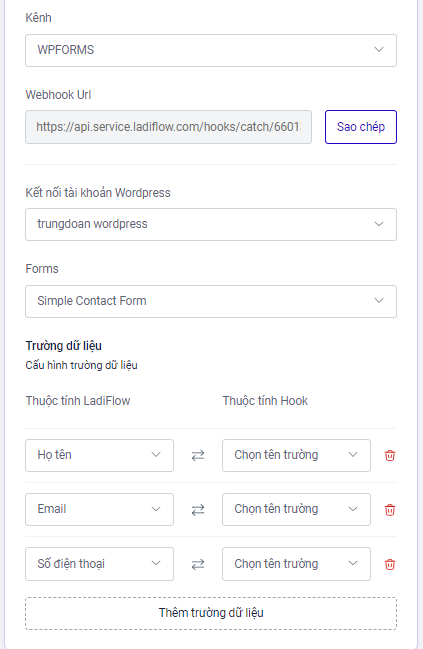 Kênh
WPFORMS
Webhook Url
https://api.service.ladiflow.com/hooks/catch/6601
Sao chép
Kết nối tài khoản Wordpress
trungdoan wordpress
Forms
Simple Contact Form
Trường dữ liệu
Cấu hình trường dữ liệu
Thuộc tính LadiFlow Thuộc tính Hook
Họ tên Chọn tên trường
Email Chọn tên trường
Số điện thoại Chọn tên trường
Thêm trường dữ liệu